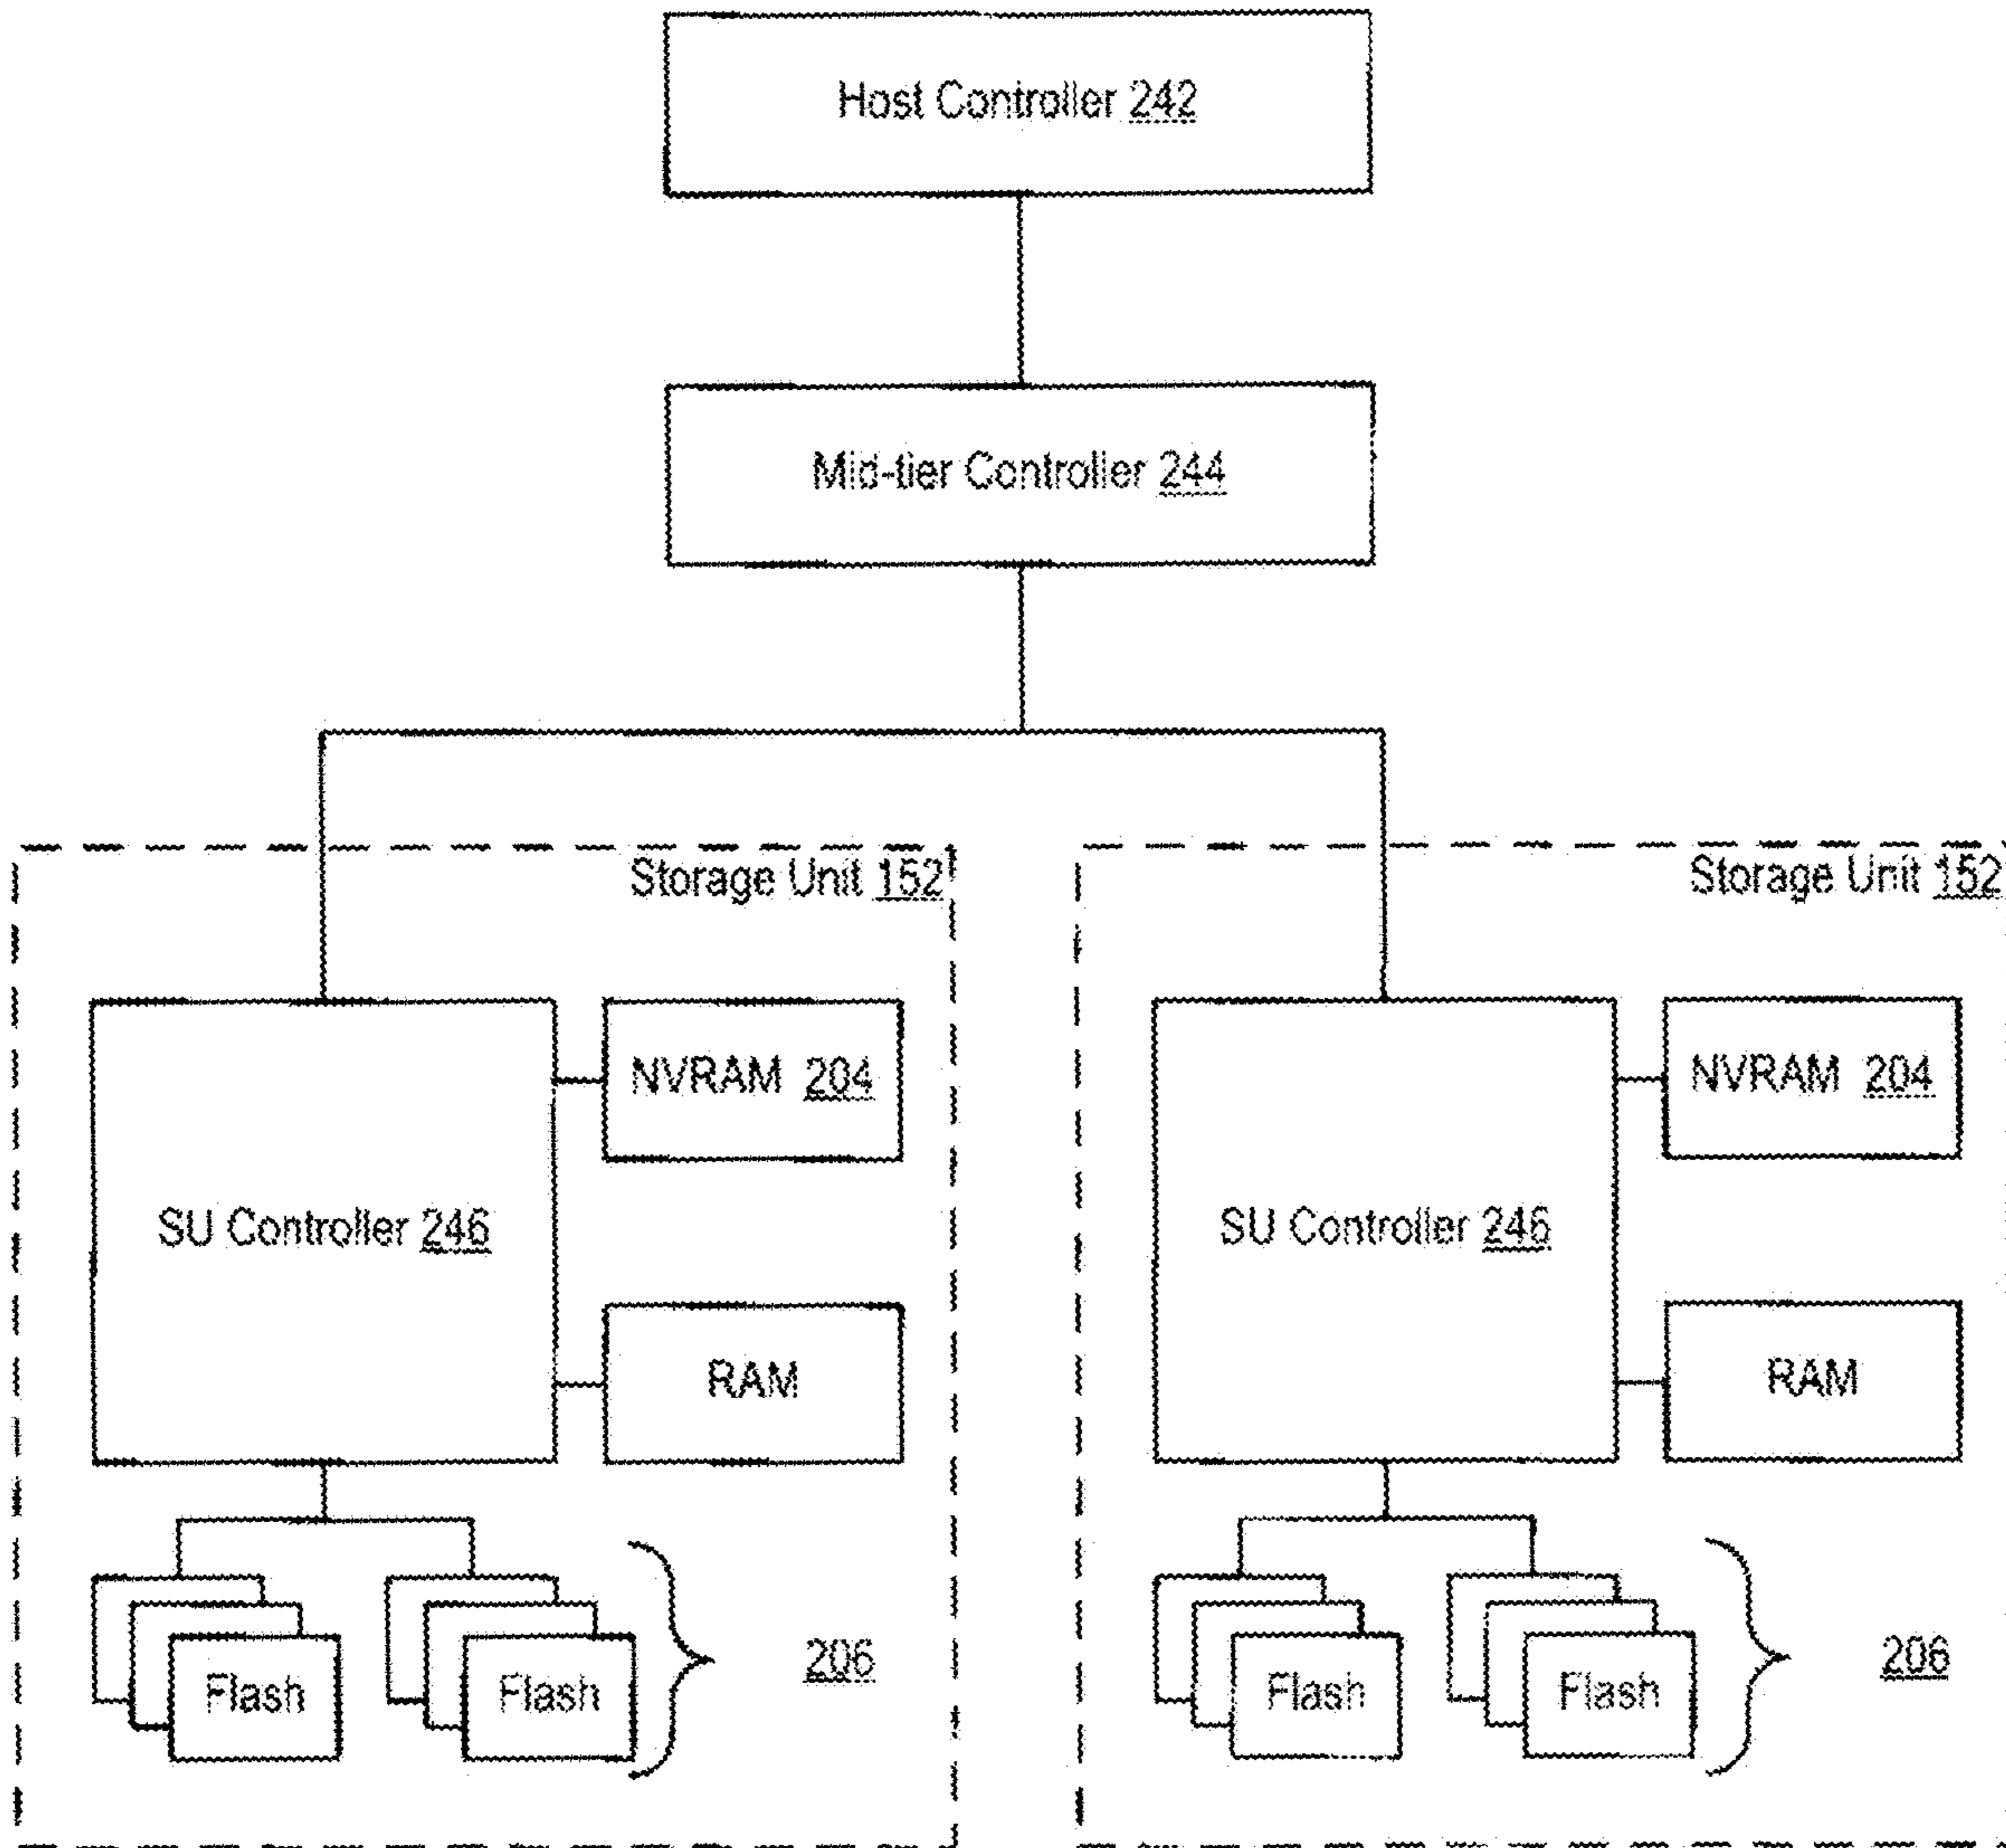 Host Controller 242
Mid-tier Controller 244
Storage Unit 152
Storage Unit 152
NVRAM 204
NVRAM 204
SU Controller 246
SU Controller 246
RAM
RAM
Flash
Flash
206
Flash
Flash
206